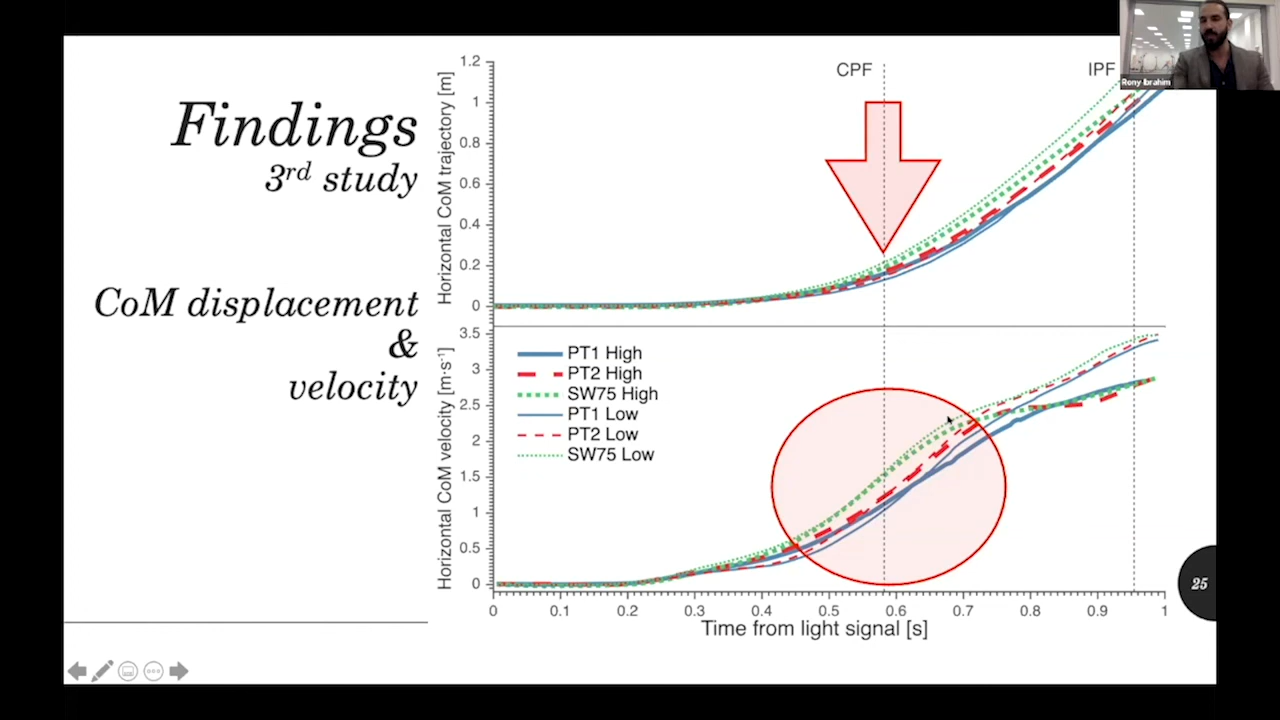 Findings
3rd study
CoM displacement
&
velocity
Horizontal CoM trajectory [m]
1.2
1
0.8
0.6
0.4
0.2
0
CPF
IPF
Rony Ibrahim
Horizontal CoM velocity [m·s⁻¹]
3.5
3
2.5
2
1.5
1
0.5
0
PT1 High
PT2 High
SW75 High
PT1 Low
PT2 Low
SW75 Low
0 0.1 0.2 0.3 0.4 0.5 0.6 0.7 0.8 0.9 1
Time from light signal [s]
25